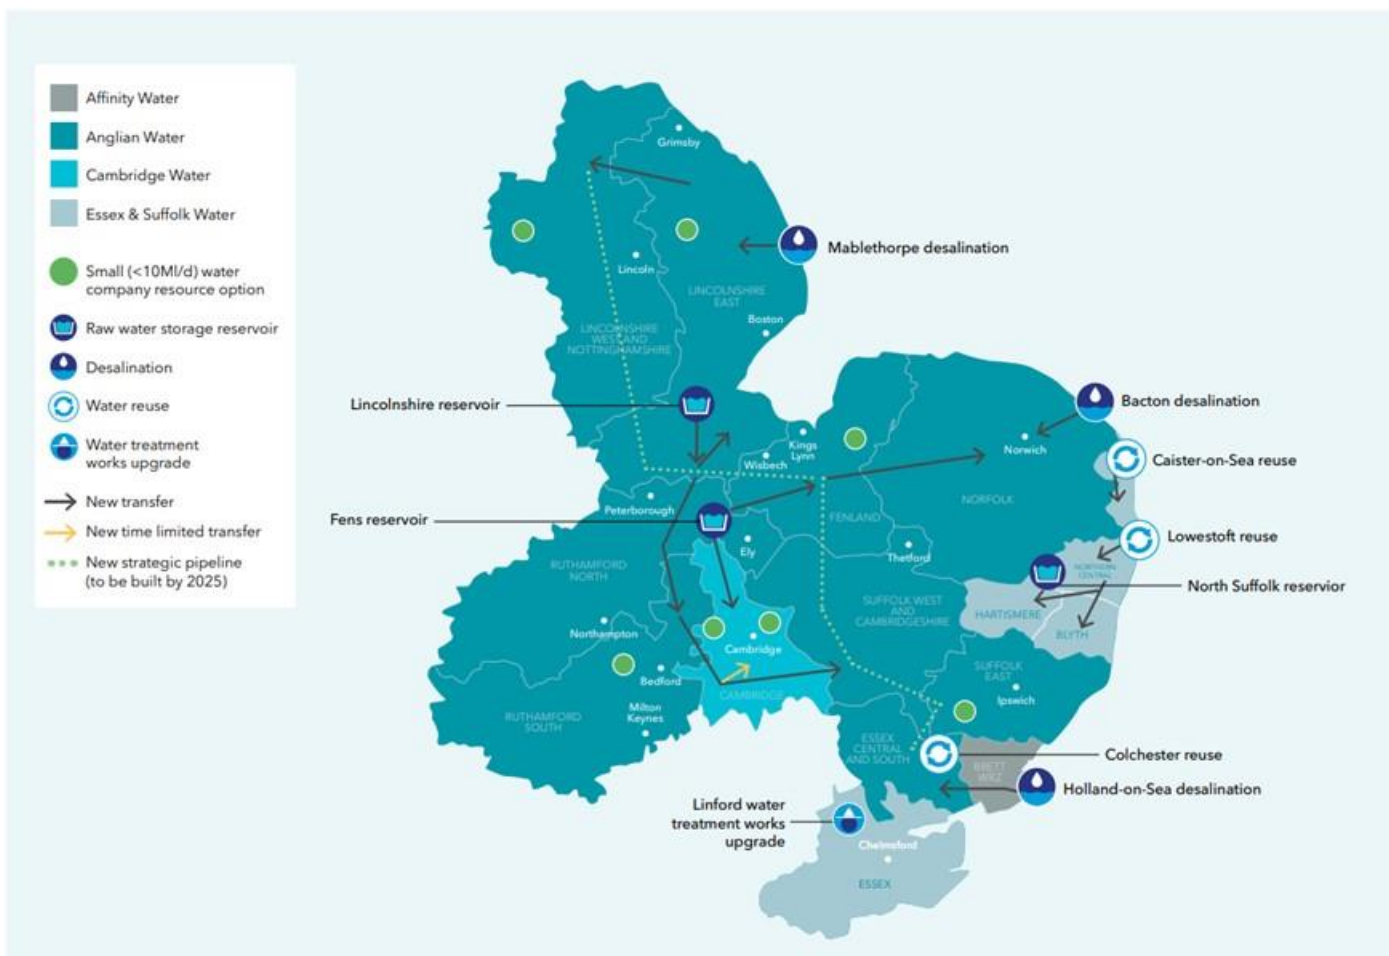 Affinity Water
Anglian Water
Cambridge Water
Essex & Suffolk Water
Small (<10Ml/d) water
company resource option
Raw water storage reservoir
Desalination
Water reuse
Water treatment
works upgrade
New transfer
New time limited transfer
New strategic pipeline
(to be built by 2025)
Grimsby
Mablethorpe desalination
Lincoln
LINCOLNSHIRE
EAST
Boston
LINCOLNSHIRE
WEST AND
NOTTINGHAMSHIRE
Lincolnshire reservoir
Bacton desalination
Kings
Lynn
Wisbech
Norwich
Caister-on-Sea reuse
NORFOLK
Peterborough
Fens reservoir
FENLAND
Lowestoft reuse
Ely
Thetford
RUTHAMFORD
NORTH
NORTHERN
CENTRAL
North Suffolk reservior
SUFFOLK WEST
AND
CAMBRIDGESHIRE
HARTISMERE
BLYTH
Northampton
Cambridge
SUFFOLK
EAST
Bedford
CAMBRIDGE
Ipswich
Milton
Keynes
RUTHAMFORD
SOUTH
ESSEX
CENTRAL
AND SOUTH
Colchester reuse
BRETT
WRZ
Holland-on-Sea desalination
Linford water
treatment works
upgrade
Chelmsford
ESSEX